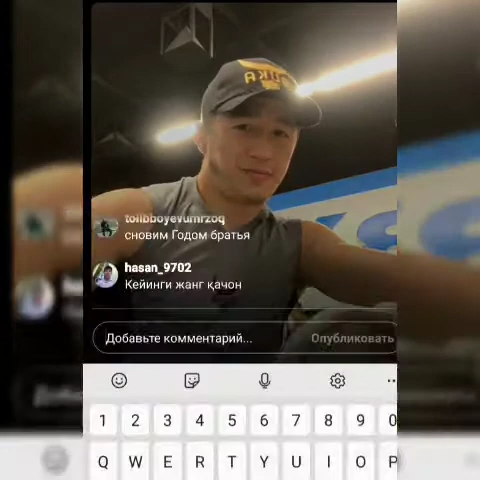 tolibboyevumrzoq
сновим Годом братья
hasan_9702
Кейинги жанг қачон
Добавьте комментарий...
Опубликовать
1 2 3 4 5 6 7 8 9 0
Q W E R T Y U I O P